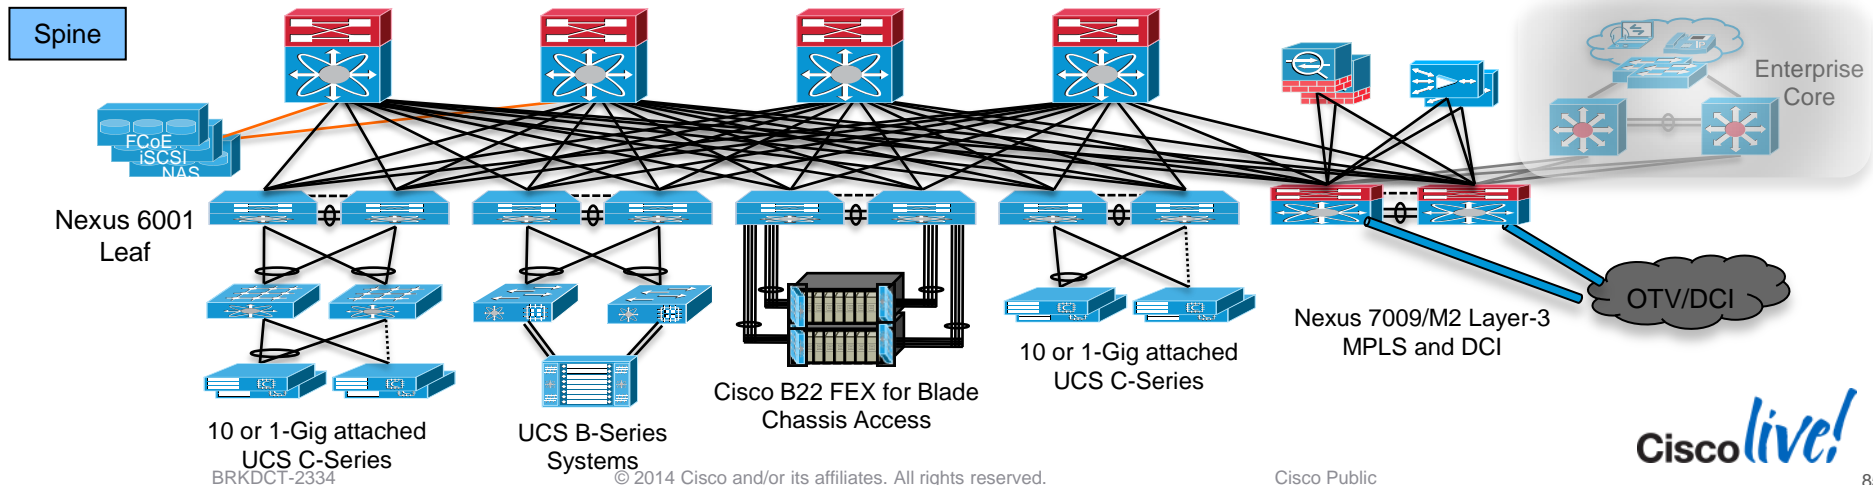 Spine
Enterprise
Core
FCoE
iSCSI
NAS
Nexus 6001
Leaf
OTV/DCI
Nexus 7009/M2 Layer-3
MPLS and DCI
10 or 1-Gig attached
UCS C-Series
Cisco B22 FEX for Blade
Chassis Access
10 or 1-Gig attached
UCS C-Series
UCS B-Series
Systems
Cisco live!
BRKDCT-2334
© 2014 Cisco and/or its affiliates. All rights reserved.
Cisco Public
8